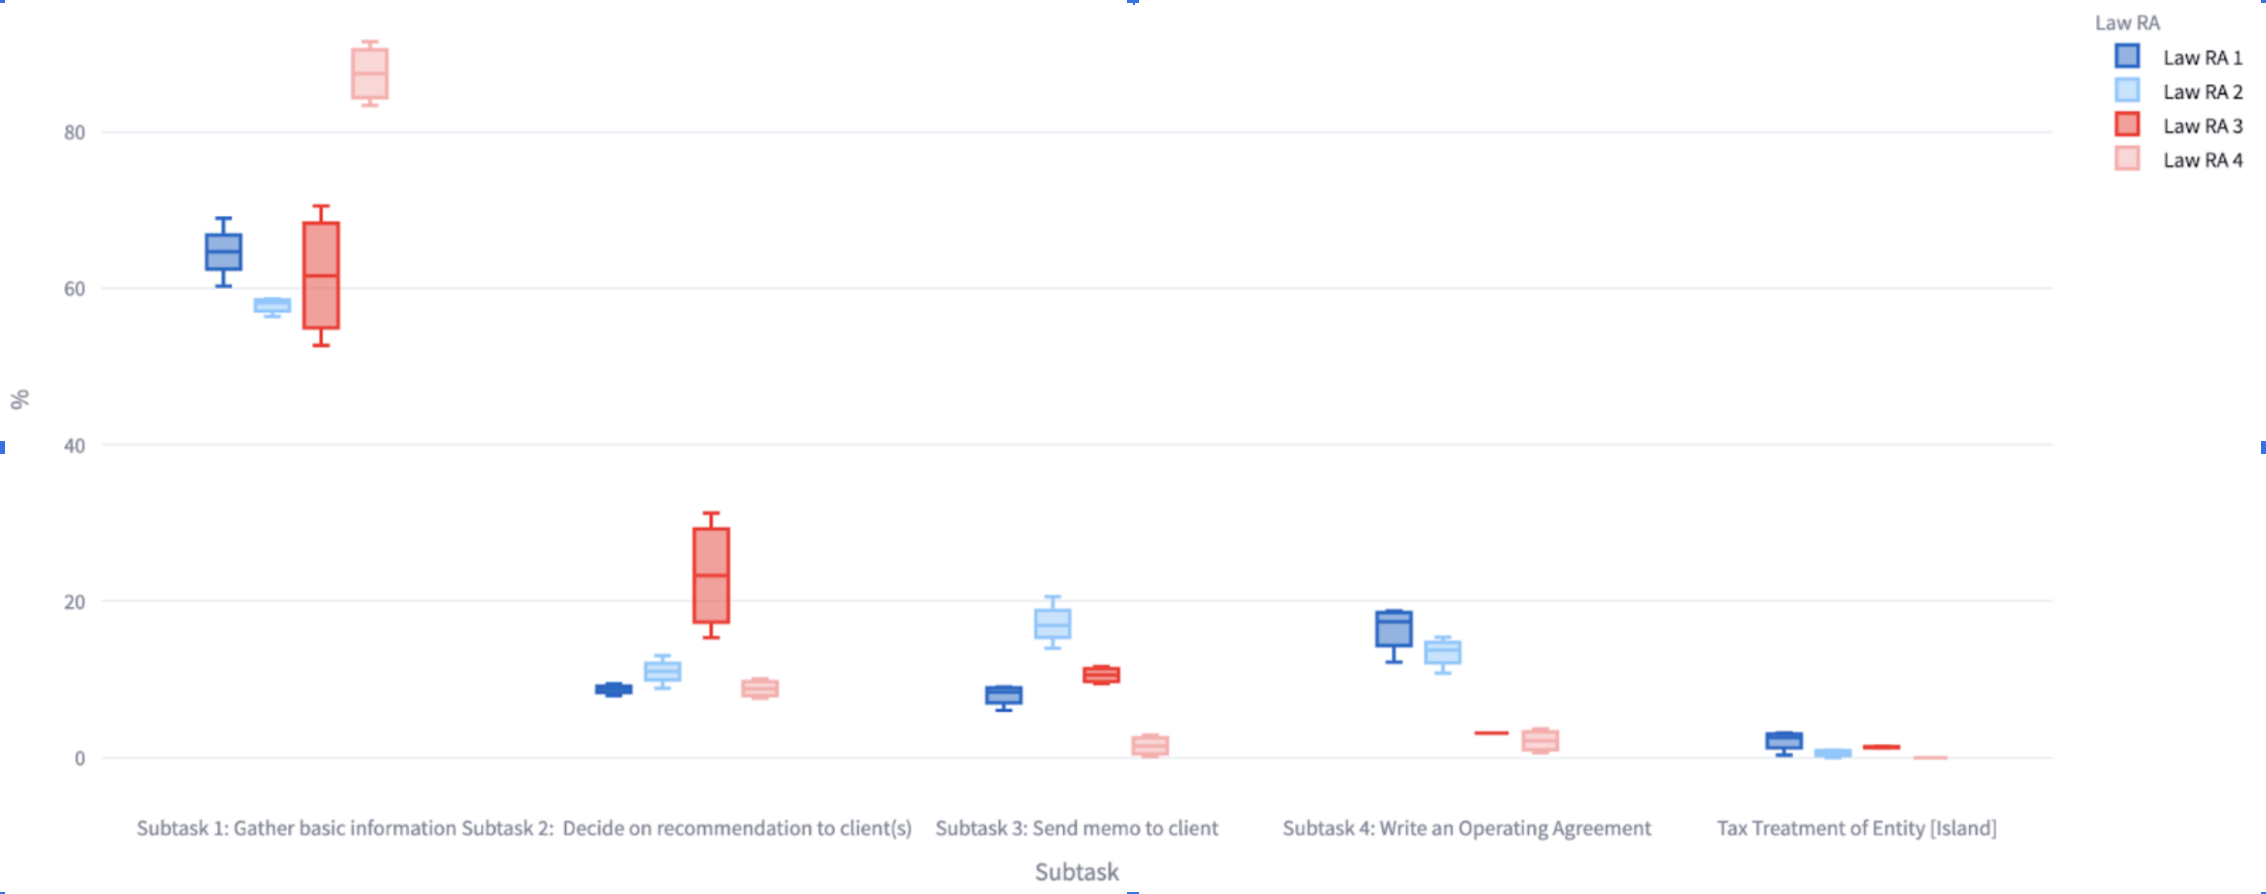 Law RA
Law RA 1
Law RA 2
Law RA 3
Law RA 4
80
60
40
20
0
%
Subtask 1: Gather basic information
Subtask 2: Decide on recommendation to client(s)
Subtask 3: Send memo to client
Subtask 4: Write an Operating Agreement
Tax Treatment of Entity [Island]
Subtask